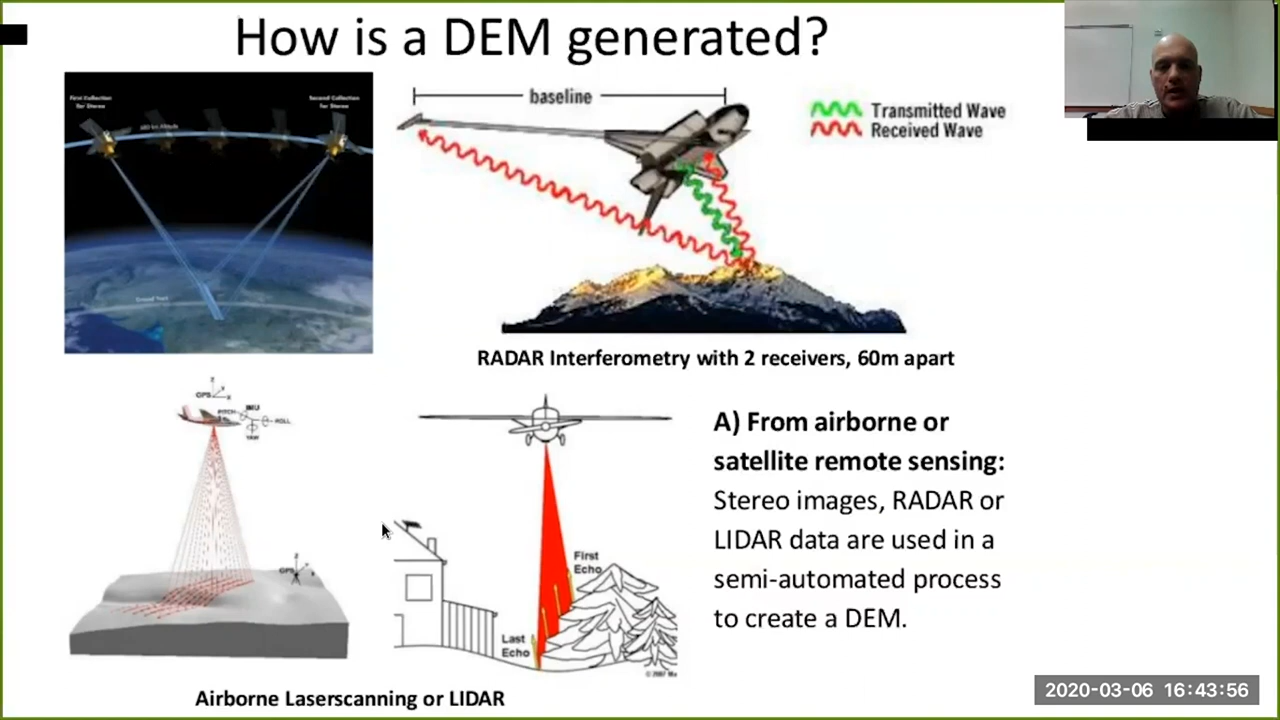 How is a DEM generated?
First Collection
for Stereo
Second Collection
for Stereo
baseline
Transmitted Wave
Received Wave
Ground Track
RADAR Interferometry with 2 receivers, 60m apart
Z
Y
GPS
X
IMU
PITCH
ROLL
YAW
Z
GPS
First
Echo
Last
Echo
Airborne Laserscanning or LIDAR
A) From airborne or
satellite remote sensing:
Stereo images, RADAR or
LIDAR data are used in a
semi-automated process
to create a DEM.
2020-03-06 16:43:56